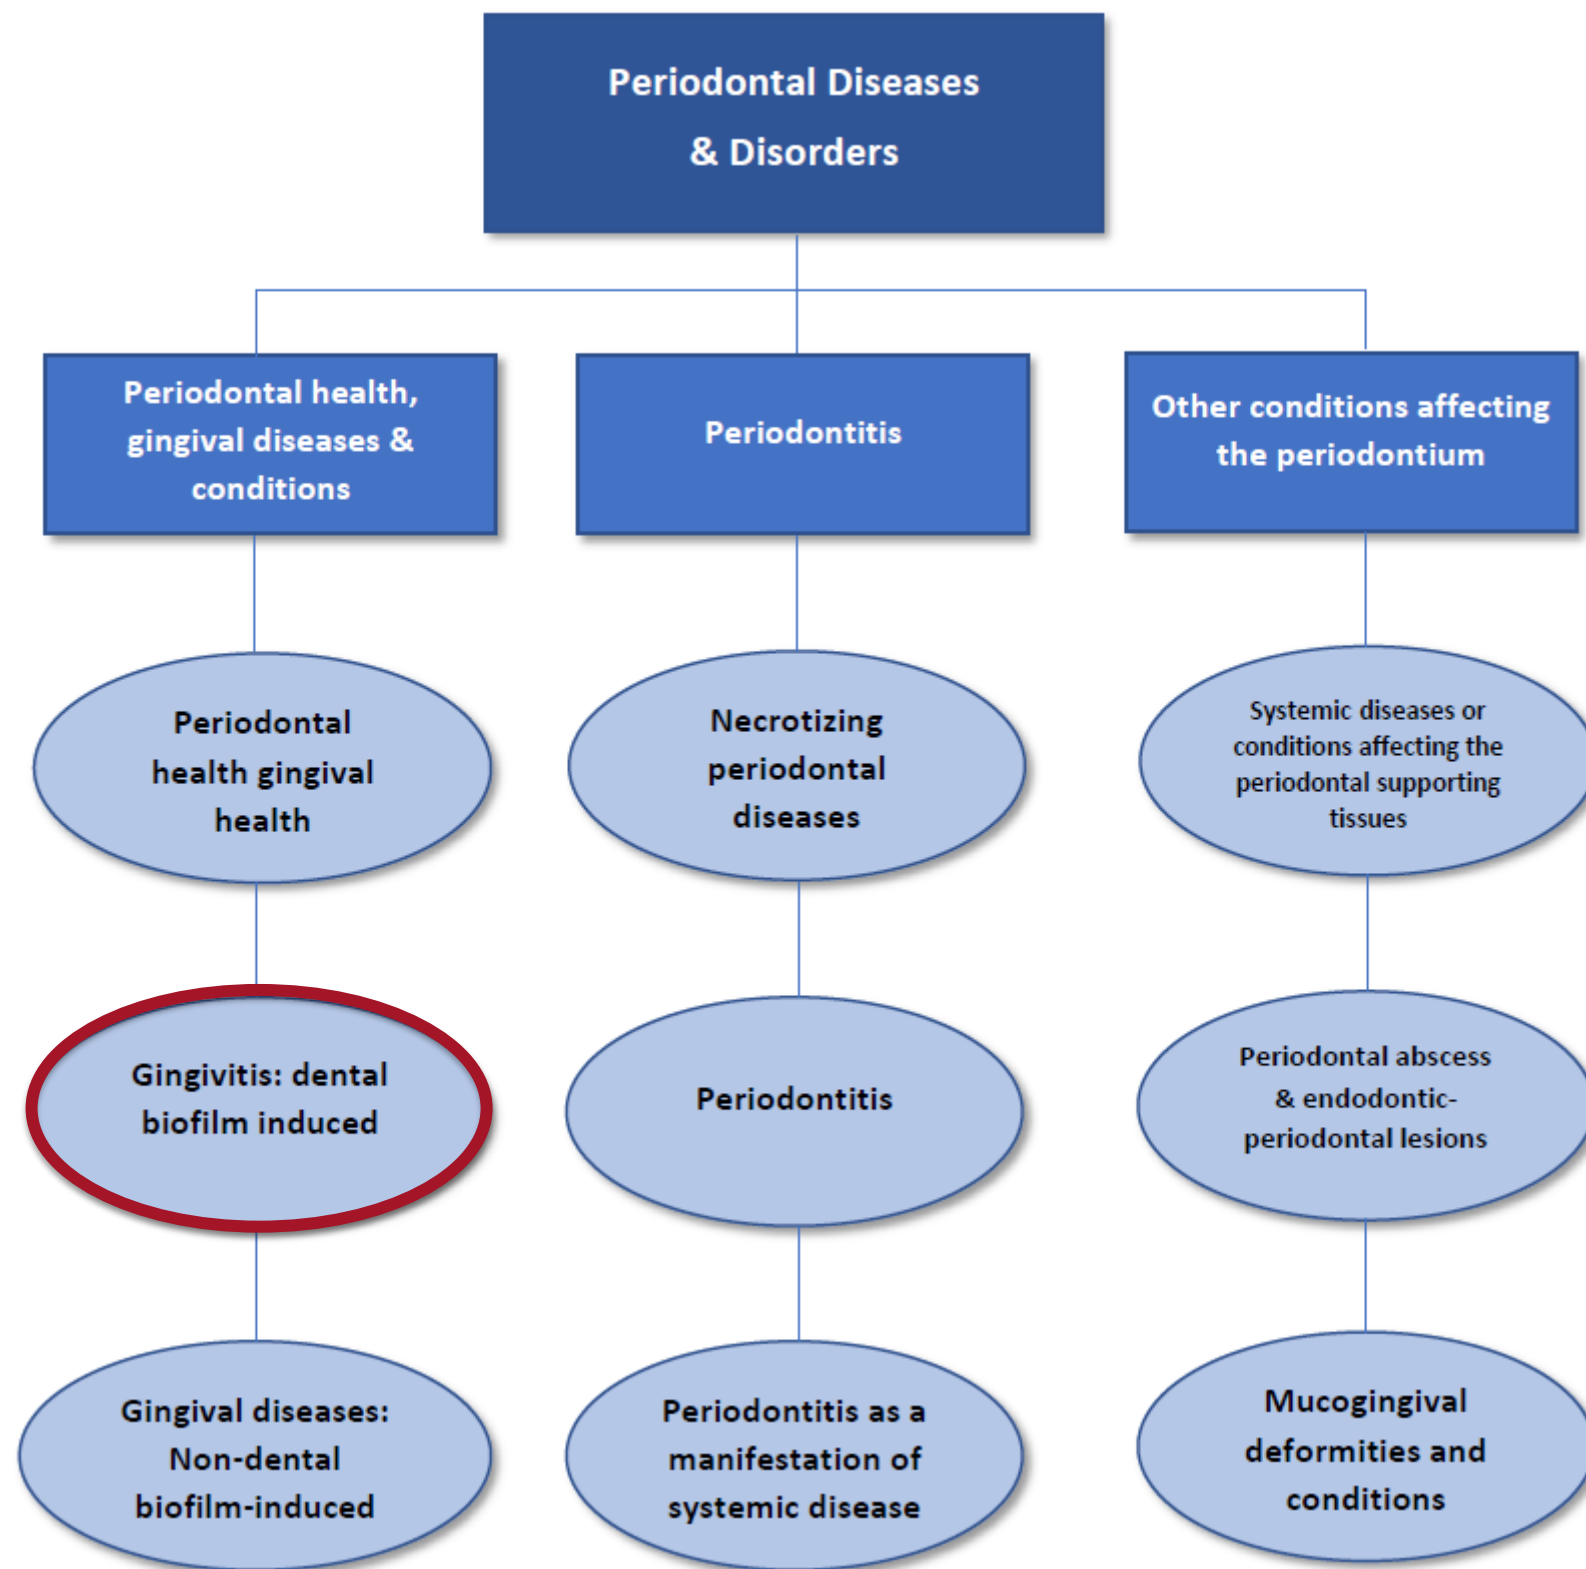 Periodontal Diseases
& Disorders
Periodontal health,
gingival diseases &
conditions
Periodontitis
Other conditions affecting
the periodontium
Periodontal
health gingival
health
Necrotizing
periodontal
diseases
Systemic diseases or
conditions affecting the
periodontal supporting
tissues
Gingivitis: dental
biofilm induced
Periodontitis
Periodontal abscess
& endodontic-
periodontal lesions
Gingival diseases:
Non-dental
biofilm-induced
Periodontitis as a
manifestation of
systemic disease
Mucogingival
deformities and
conditions